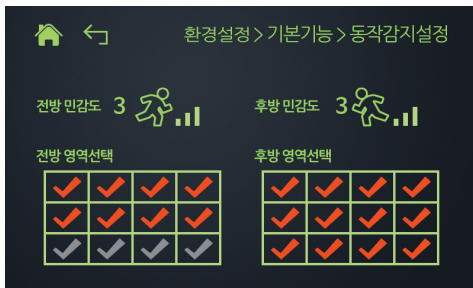 환경설정 > 기본기능 > 동작감지설정
전방 민감도 3
후방 민감도 3
전방 영역선택
후방 영역선택